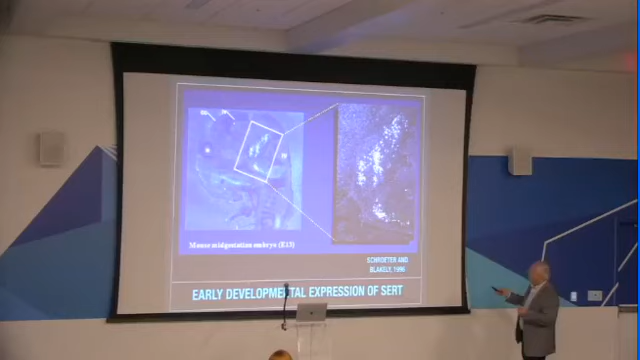 Mouse midgestation embryo (E13)
SCHROETER AND
BLAKELY, 1996
EARLY DEVELOPMENTAL EXPRESSION OF SERT